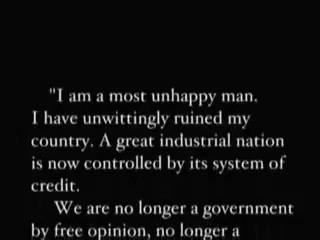 "I am a most unhappy man.
I have unwittingly ruined my
country. A great industrial nation
is now controlled by its system of
credit.
We are no longer a government
by free opinion, no longer a